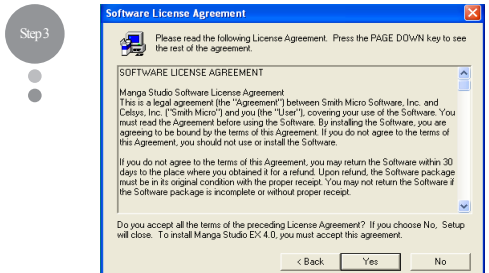 Step 3
Software License Agreement
Please read the following License Agreement. Press the PAGE DOWN key to see
the rest of the agreement.
SOFTWARE LICENSE AGREEMENT
Manga Studio Software License Agreement
This is a legal agreement (the "Agreement") between Smith Micro Software, Inc. and
Celsys, Inc. ("Smith Micro") and you (the "User"), covering your use of the Software. You
must read the Agreement before using the Software. By installing the Software, you are
agreeing to be bound by the terms of this Agreement. If you do not agree to the terms of
this Agreement, you should not use or install the Software.
If you do not agree to the terms of this Agreement, you may return the Software within 30
days to the place where you obtained it for a refund. Upon refund, the Software package
must be in its original condition with the proper receipt. You may not return the Software if
the Software package is incomplete or without proper receipt.
Do you accept all the terms of the preceding License Agreement? If you choose No, Setup
will close. To install Manga Studio EX 4.0, you must accept this agreement.
< Back
Yes
No